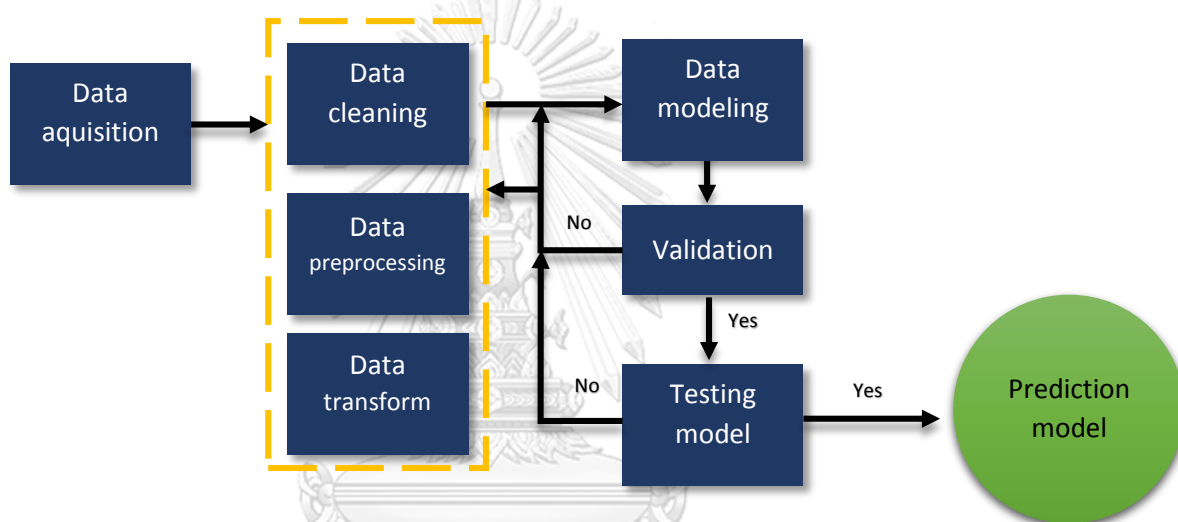 Data
aquisition
Data
cleaning
Data
preprocessing
Data
transform
Data
modeling
No
Validation
Yes
No
Testing
model
Yes
Prediction
model